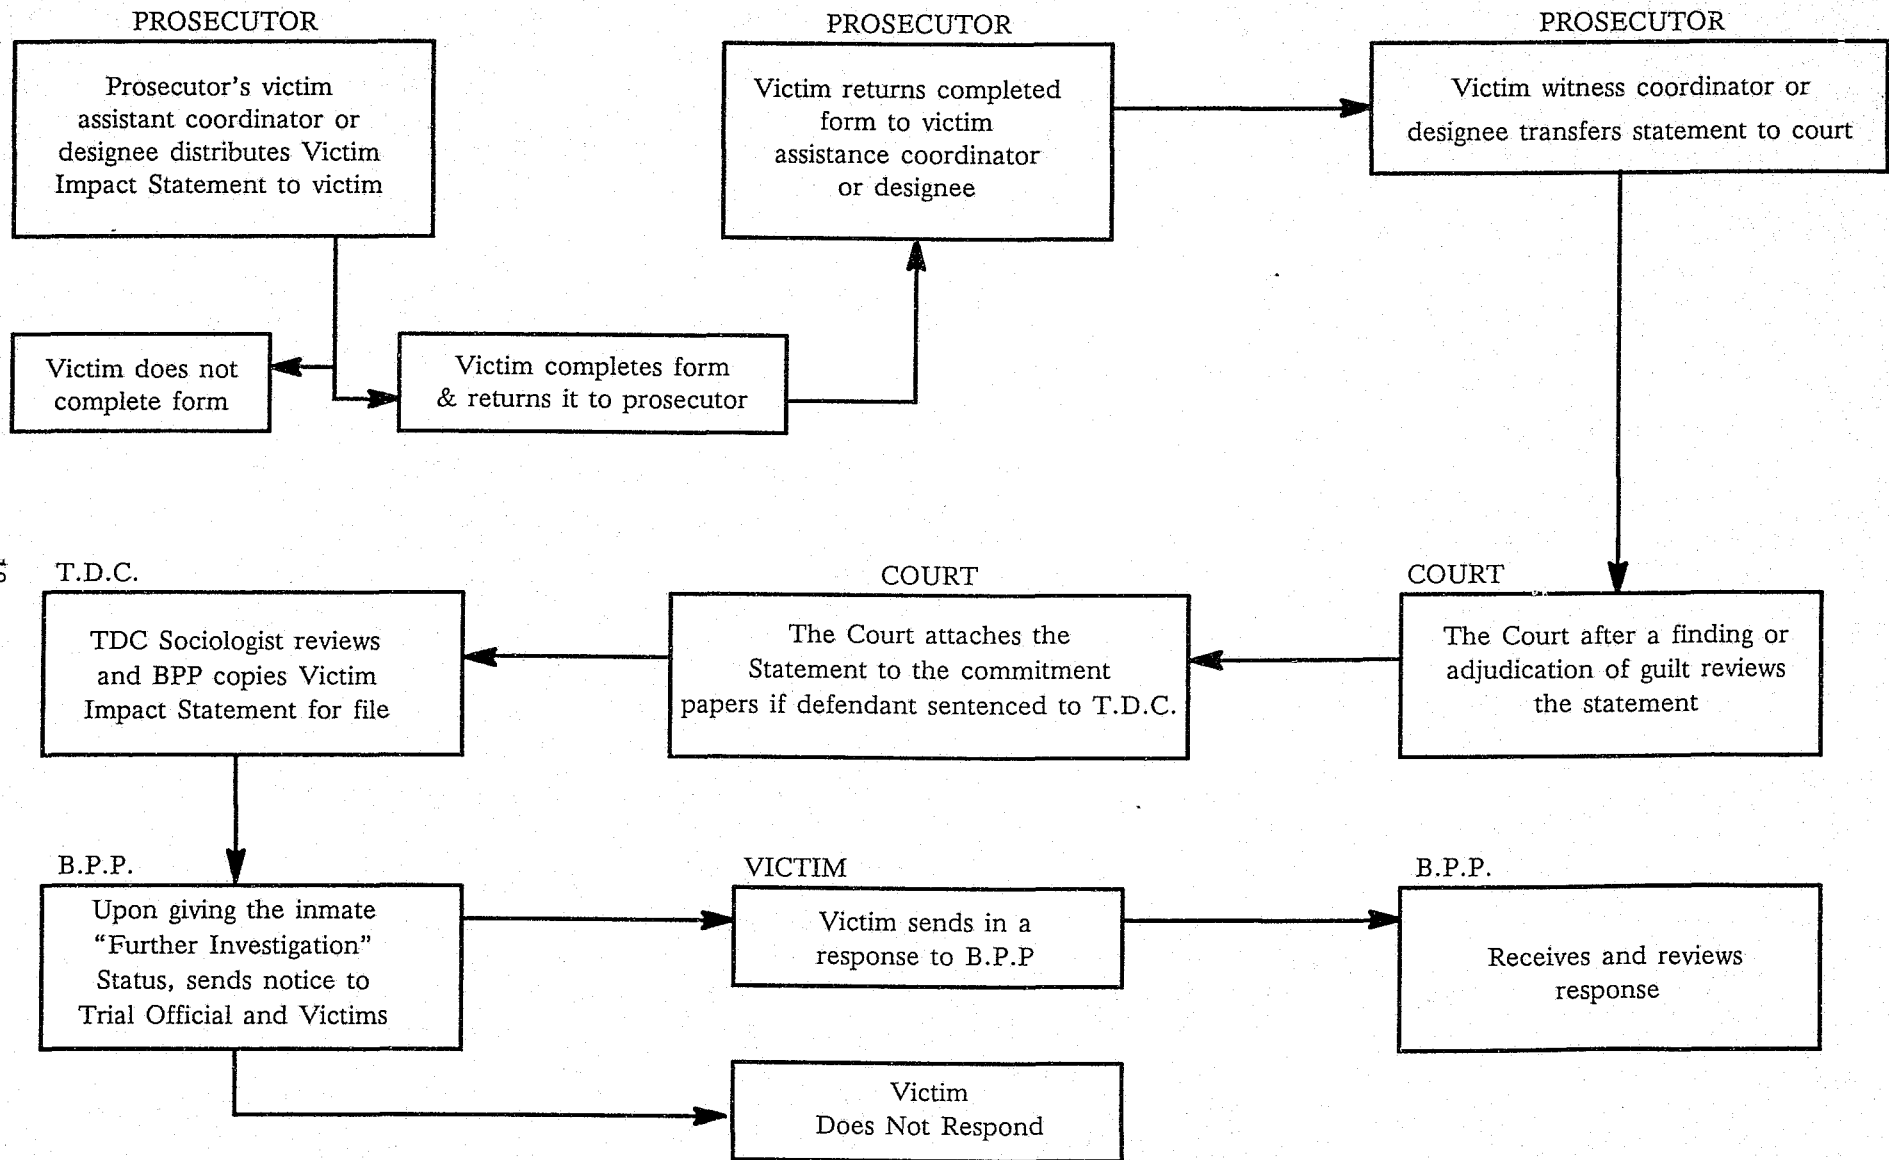 PROSECUTOR
Prosecutor's victim
assistant coordinator or
designee distributes Victim
Impact Statement to victim
PROSECUTOR
Victim returns completed
form to victim
assistance coordinator
or designee
PROSECUTOR
Victim witness coordinator or
designee transfers statement to court
Victim does not
complete form
Victim completes form
& returns it to prosecutor
T.D.C.
TDC Sociologist reviews
and BPP copies Victim
Impact Statement for file
COURT
The Court attaches the
Statement to the commitment
papers if defendant sentenced to T.D.C.
COURT
The Court after a finding or
adjudication of guilt reviews
the statement
B.P.P.
Upon giving the inmate
“Further Investigation”
Status, sends notice to
Trial Official and Victims
VICTIM
Victim sends in a
response to B.P.P
B.P.P.
Receives and reviews
response
Victim
Does Not Respond